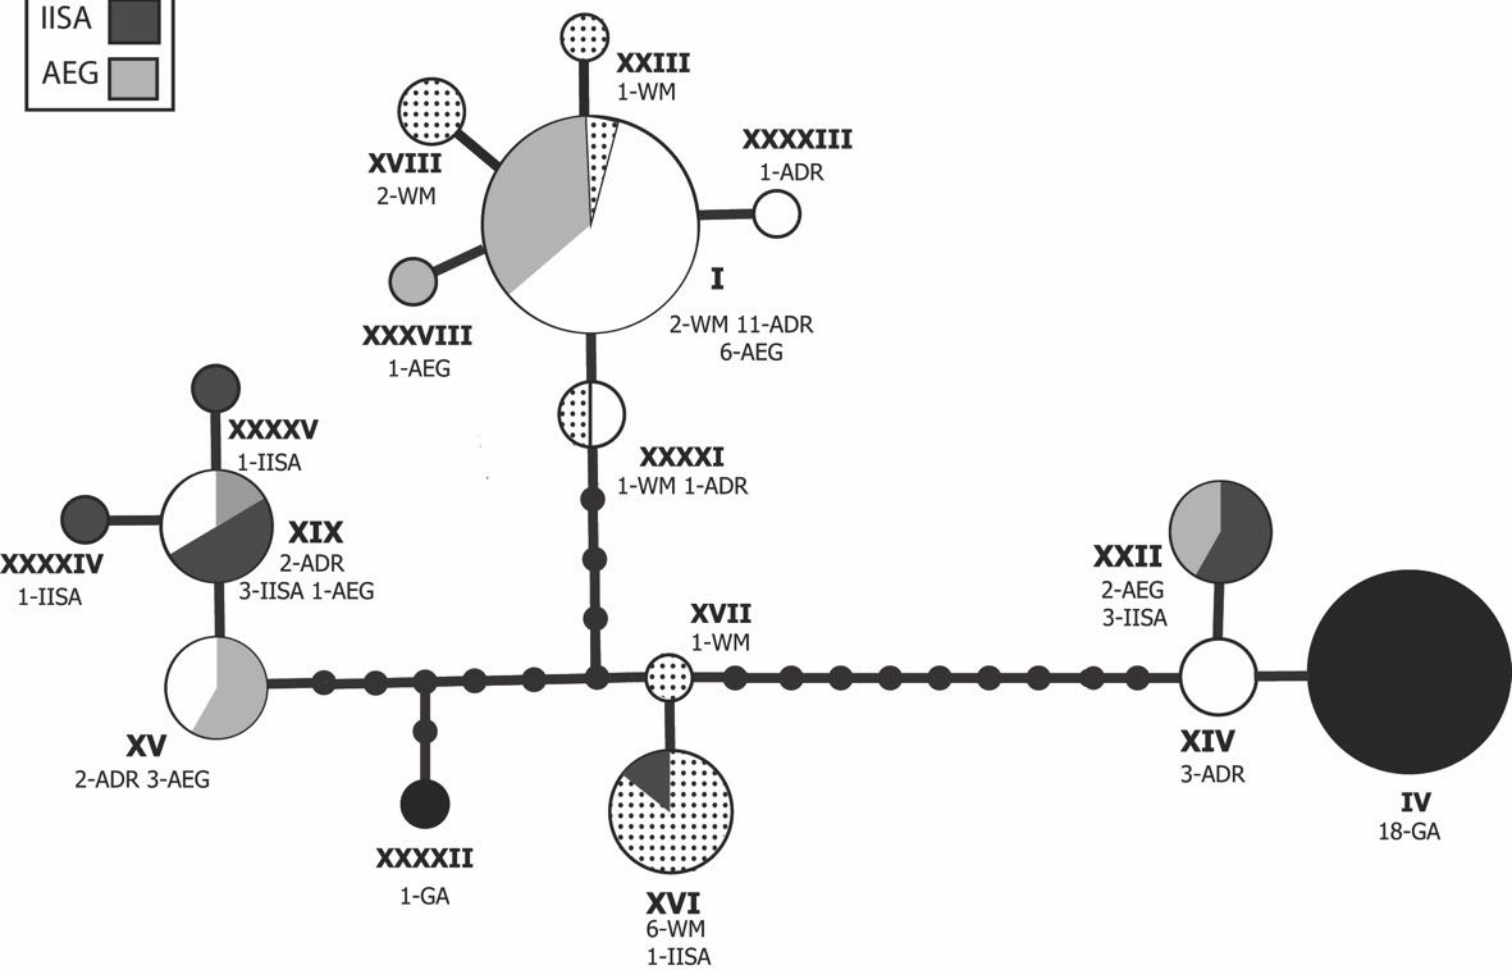 IISA
AEG
XXIII
1-WM
XVIII
2-WM
XXXXIII
1-ADR
I
2-WM 11-ADR
6-AEG
XXXVIII
1-AEG
XXXXI
1-WM 1-ADR
XXXXV
1-IISA
XIX
2-ADR
3-IISA 1-AEG
XXXXIV
1-IISA
XV
2-ADR 3-AEG
XXXXII
1-GA
XVII
1-WM
XVI
6-WM
1-IISA
XXII
2-AEG
3-IISA
XIV
3-ADR
IV
18-GA